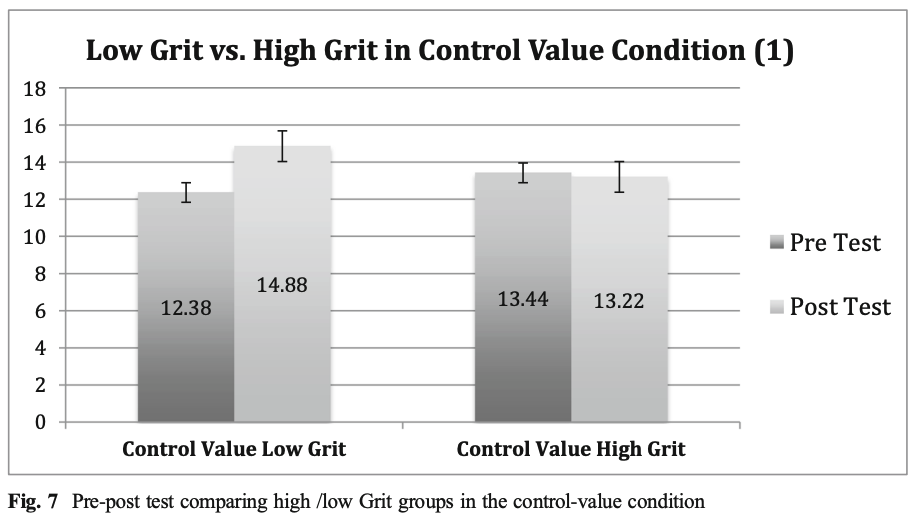 Low Grit vs. High Grit in Control Value Condition (1)
18
16
14
12
10
8
6
4
2
0
12.38
14.88
13.44
13.22
Control Value Low Grit
Control Value High Grit
Pre Test
Post Test
Fig. 7 Pre-post test comparing high /low Grit groups in the control-value condition